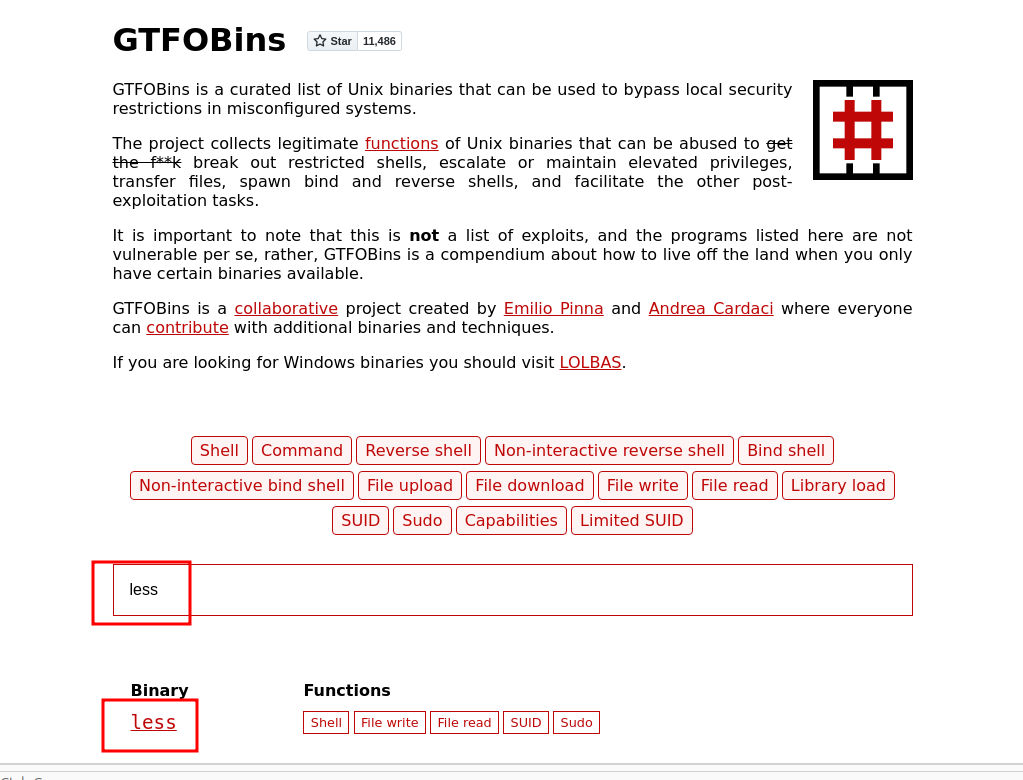 GTFOBins Star 11,486
GTFOBins is a curated list of Unix binaries that can be used to bypass local security
restrictions in misconfigured systems.
The project collects legitimate functions of Unix binaries that can be abused to get
the f**k break out restricted shells, escalate or maintain elevated privileges,
transfer files, spawn bind and reverse shells, and facilitate the other post-
exploitation tasks.
It is important to note that this is not a list of exploits, and the programs listed here are not
vulnerable per se, rather, GTFOBins is a compendium about how to live off the land when you only
have certain binaries available.
GTFOBins is a collaborative project created by Emilio Pinna and Andrea Cardaci where everyone
can contribute with additional binaries and techniques.
If you are looking for Windows binaries you should visit LOLBAS.
Shell Command Reverse shell Non-interactive reverse shell Bind shell
Non-interactive bind shell File upload File download File write File read Library load
SUID Sudo Capabilities Limited SUID
less
Binary Functions
less Shell File write File read SUID Sudo